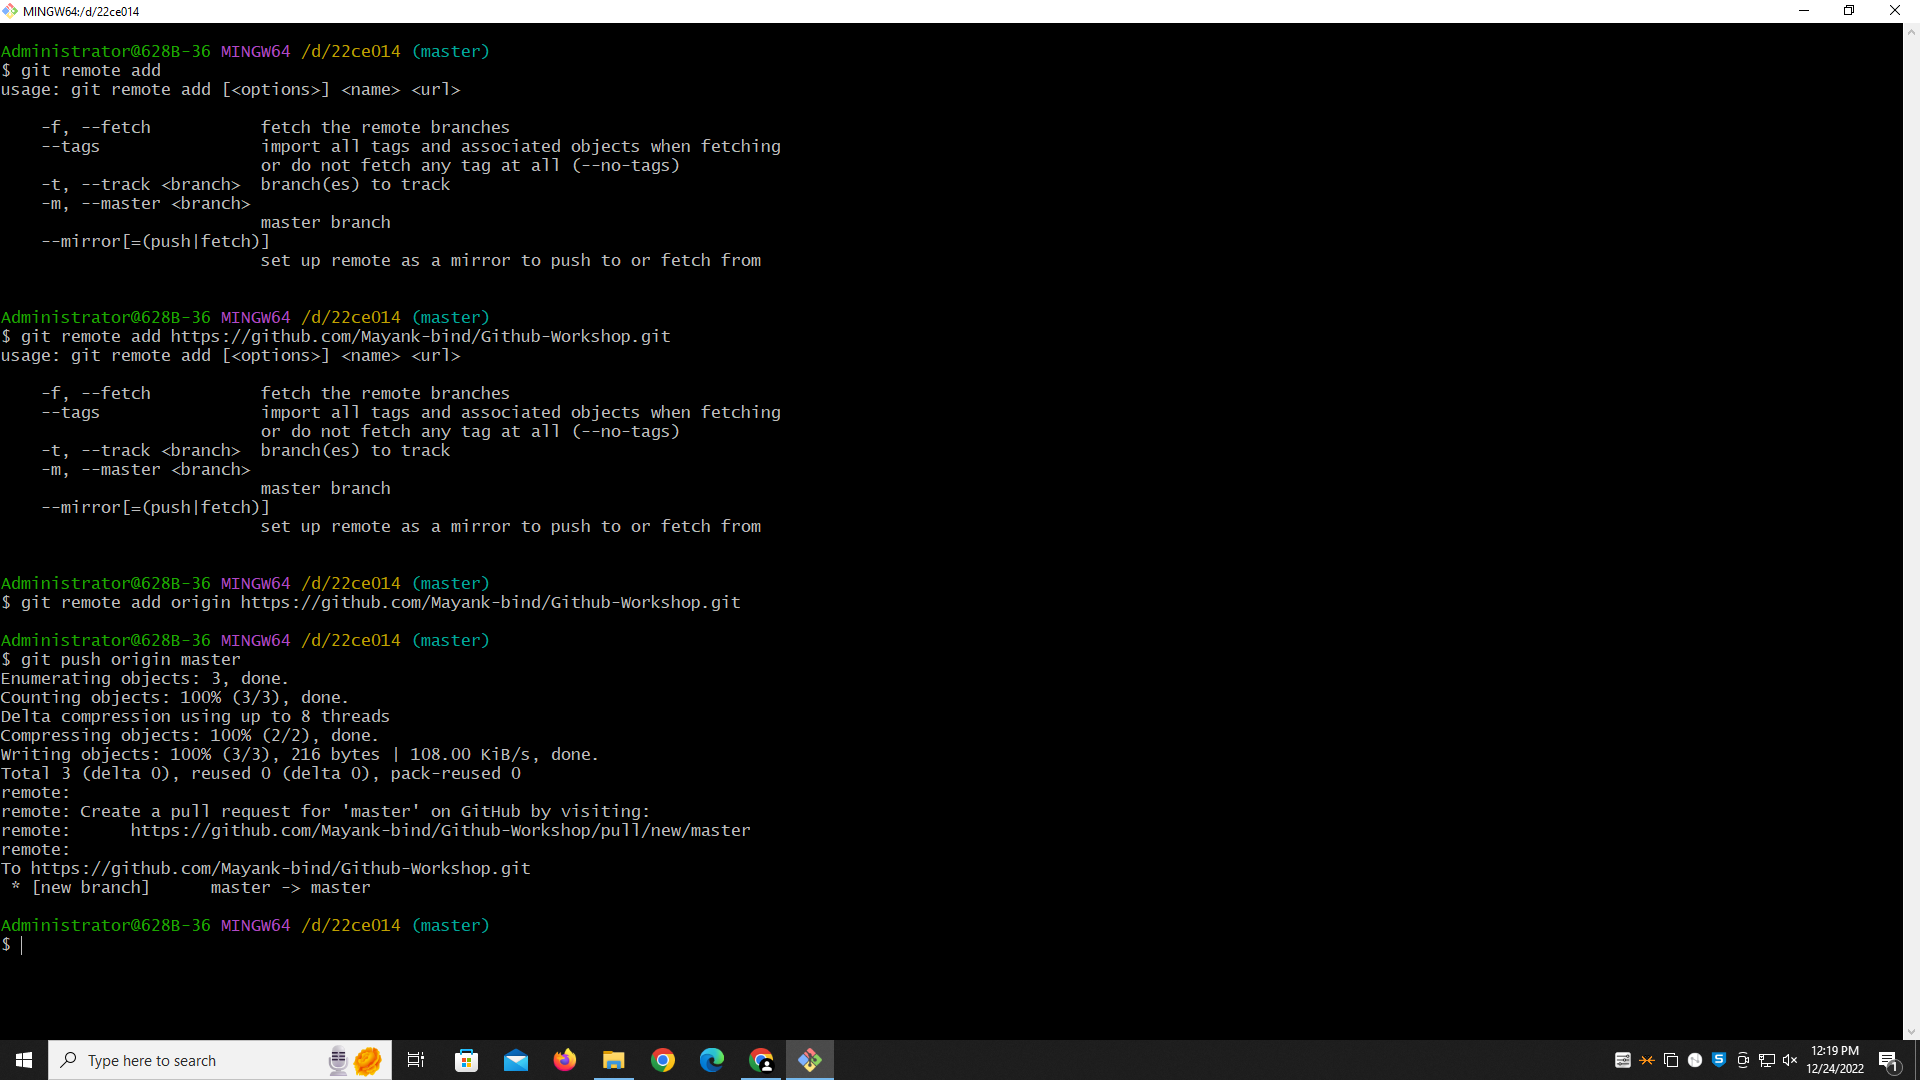 MINGW64:/d/22ce014
Administrator@628B-36 MINGW64 /d/22ce014 (master)
$ git remote add
usage: git remote add [<options>] <name> <url>
    -f, --fetch           fetch the remote branches
    --tags                import all tags and associated objects when fetching
                          or do not fetch any tag at all (--no-tags)
    -t, --track <branch>  branch(es) to track
    -m, --master <branch>
                          master branch
    --mirror[=(push|fetch)]
                          set up remote as a mirror to push to or fetch from
Administrator@628B-36 MINGW64 /d/22ce014 (master)
$ git remote add https://github.com/Mayank-bind/Github-Workshop.git
usage: git remote add [<options>] <name> <url>
    -f, --fetch           fetch the remote branches
    --tags                import all tags and associated objects when fetching
                          or do not fetch any tag at all (--no-tags)
    -t, --track <branch>  branch(es) to track
    -m, --master <branch>
                          master branch
    --mirror[=(push|fetch)]
                          set up remote as a mirror to push to or fetch from
Administrator@628B-36 MINGW64 /d/22ce014 (master)
$ git remote add origin https://github.com/Mayank-bind/Github-Workshop.git
Administrator@628B-36 MINGW64 /d/22ce014 (master)
$ git push origin master
Enumerating objects: 3, done.
Counting objects: 100% (3/3), done.
Delta compression using up to 8 threads
Compressing objects: 100% (2/2), done.
Writing objects: 100% (3/3), 216 bytes | 108.00 KiB/s, done.
Total 3 (delta 0), reused 0 (delta 0), pack-reused 0
remote:
remote: Create a pull request for 'master' on GitHub by visiting:
remote:      https://github.com/Mayank-bind/Github-Workshop/pull/new/master
remote:
To https://github.com/Mayank-bind/Github-Workshop.git
 * [new branch]      master -> master
Administrator@628B-36 MINGW64 /d/22ce014 (master)
$
Type here to search
12:19 PM
12/24/2022
1